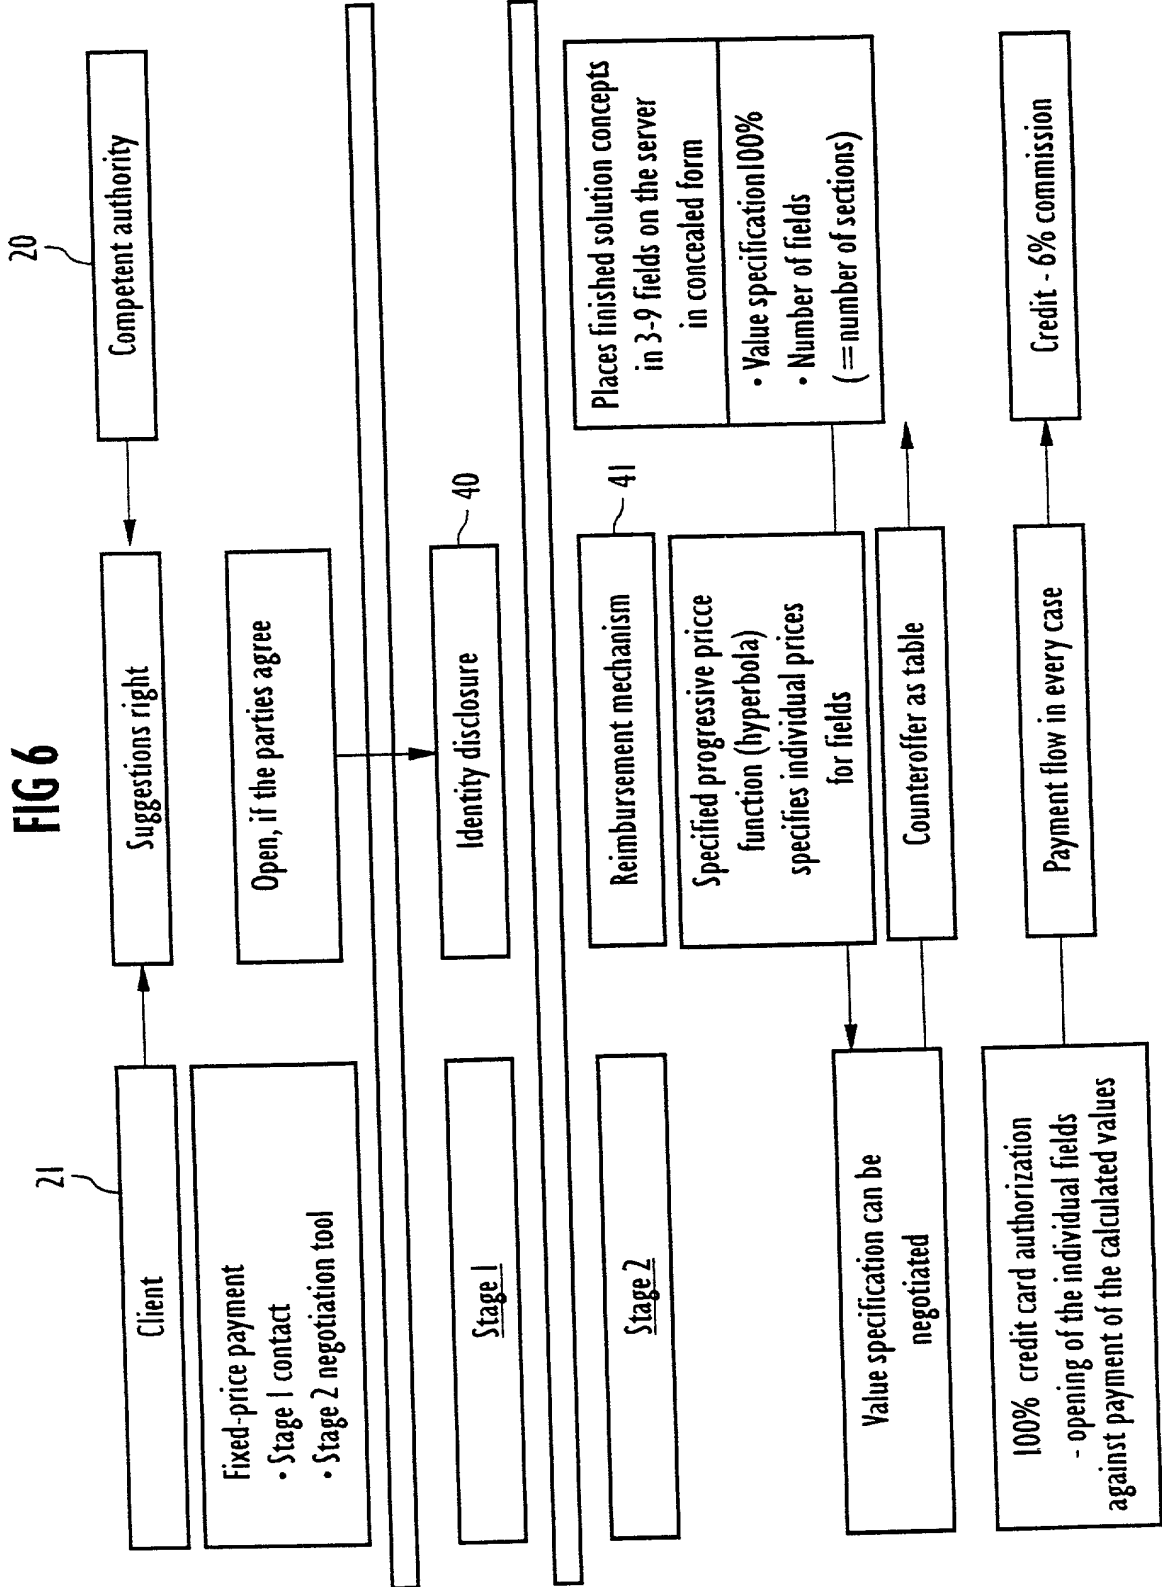 FIG 6
21
20
Client
Suggestions right
Competent authority
Fixed-price payment
• Stage 1 contact
• Stage 2 negotiation tool
Open, if the parties agree
Stage 1
Identity disclosure
40
Stage 2
Reimbursement mechanism
41
Places finished solution concepts
in 3-9 fields on the server
in concealed form
Specified progressive pricce
function (hyperbola)
specifies individual prices
for fields
• Value specification100%
• Number of fields
(=number of sections)
Value specification can be
negotiated
Counteroffer as table
100% credit card authorization
- opening of the individual fields
against payment of the calculated values
Payment flow in every case
Credit - 6% commission